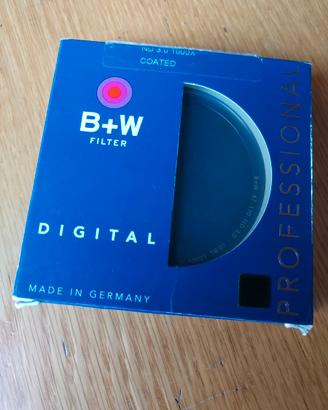 ND 3.0 1000X
COATED
B+W
FILTER
DIGITAL
MADE IN GERMANY
PROFESSIONAL